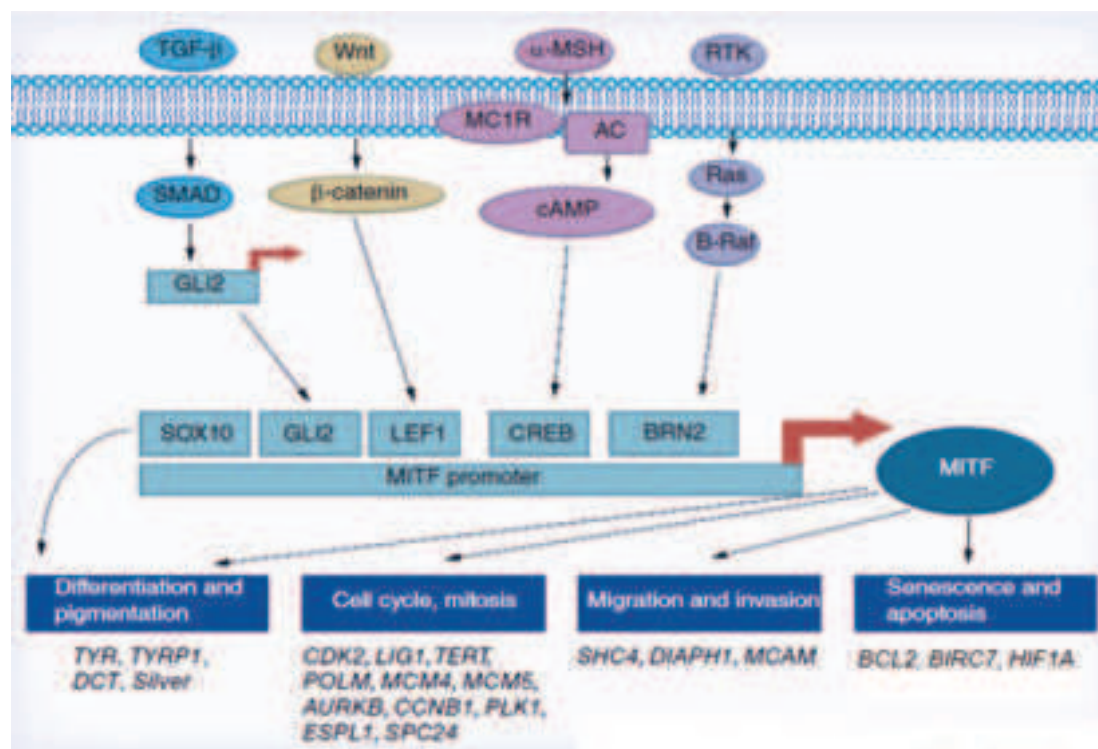 TGF-β Wnt α-MSH RTK
MC1R AC
SMAD β-catenin cAMP Ras
B-Raf
GLI2
SOX10 GLI2 LEF1 CREB BRN2
MITF promoter
MITF
Differentiation and
pigmentation
Cell cycle, mitosis
Migration and invasion
Senescence and
apoptosis
TYR, TYRP1,
DCT, Silver
CDK2, LIG1, TERT,
POLM, MCM4, MCM5,
AURKB, CCNB1, PLK1,
ESPL1, SPC24
SHC4, DIAPH1, MCAM
BCL2, BIRC7, HIF1A